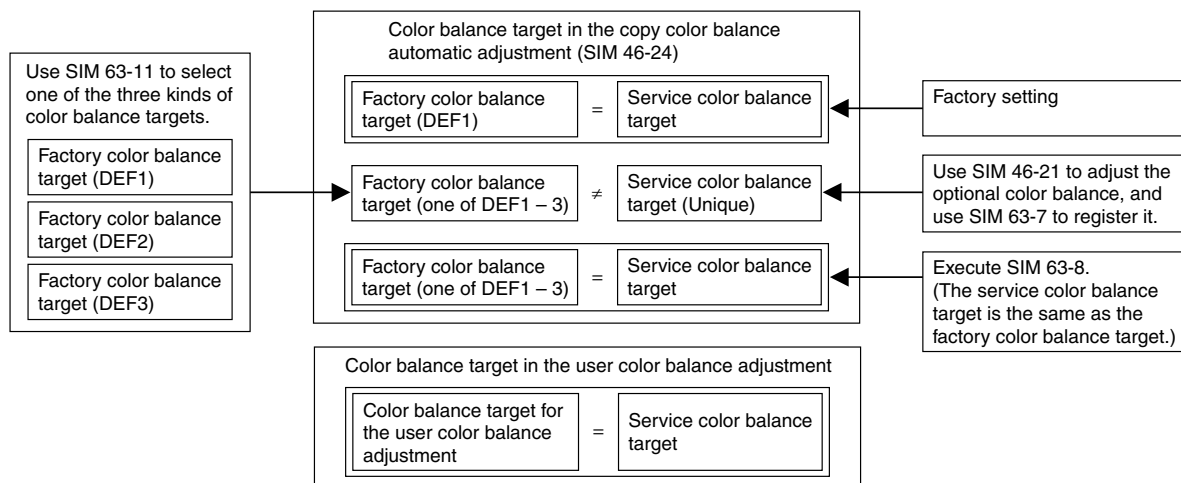 Use SIM 63-11 to select
one of the three kinds of
color balance targets.
Factory color balance
target (DEF1)
Factory color balance
target (DEF2)
Factory color balance
target (DEF3)
Color balance target in the copy color balance
automatic adjustment (SIM 46-24)
Factory color balance
target (DEF1)
=
Service color balance
target
Factory color balance
target (one of DEF1 – 3)
≠
Service color balance
target (Unique)
Factory color balance
target (one of DEF1 – 3)
=
Service color balance
target
Factory setting
Use SIM 46-21 to adjust the
optional color balance, and
use SIM 63-7 to register it.
Execute SIM 63-8.
(The service color balance
target is the same as the
factory color balance target.)
Color balance target in the user color balance adjustment
Color balance target for
the user color balance
adjustment
=
Service color balance
target